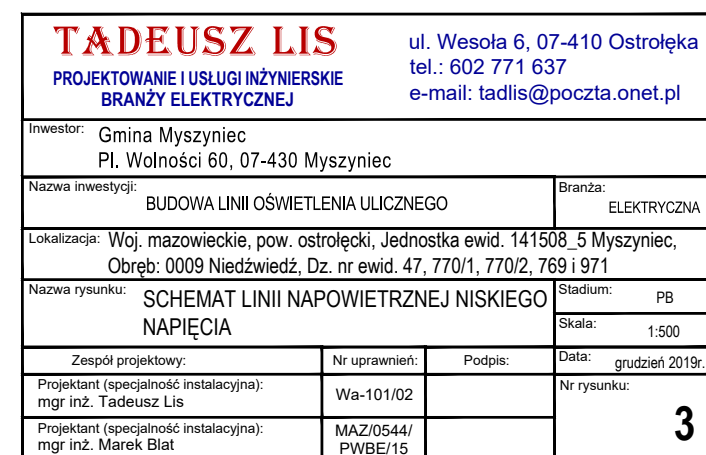 TADEUSZ LIS
PROJEKTOWANIE I USŁUGI INŻYNIERSKIE
BRANŻY ELEKTRYCZNEJ
ul. Wesoła 6, 07-410 Ostrołęka
tel.: 602 771 637
e-mail: tadlis@poczta.onet.pl
Inwestor: Gmina Myszyniec
Pl. Wolności 60, 07-430 Myszyniec
Nazwa inwestycji:
BUDOWA LINII OŚWIETLENIA ULICZNEGO
Branża:
ELEKTRYCZNA
Lokalizacja: Woj. mazowieckie, pow. ostrołęcki, Jednostka ewid. 141508_5 Myszyniec,
Obręb: 0009 Niedźwiedź, Dz. nr ewid. 47, 770/1, 770/2, 769 i 971
Nazwa rysunku: SCHEMAT LINII NAPOWIETRZNEJ NISKIEGO
NAPIĘCIA
Stadium: PB
Skala: 1:500
Zespół projektowy: Nr uprawnień: Podpis: Data: grudzień 2019r.
Projektant (specjalność instalacyjna):
mgr inż. Tadeusz Lis
Wa-101/02
Nr rysunku:
3
Projektant (specjalność instalacyjna):
mgr inż. Marek Blat
MAZ/0544/
PWBE/15